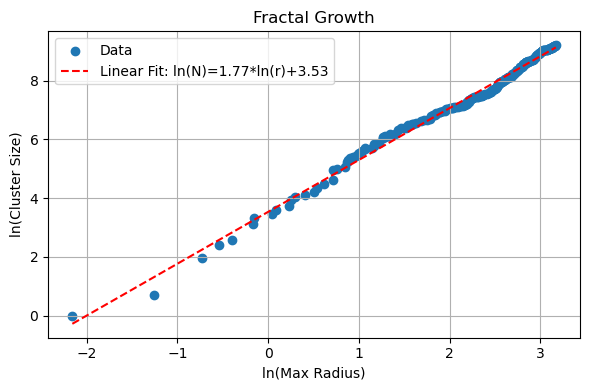 Fractal Growth
Data
Linear Fit: ln(N)=1.77*ln(r)+3.53
ln(Cluster Size)
8
6
4
2
0
−2
−1
0
1
2
3
ln(Max Radius)